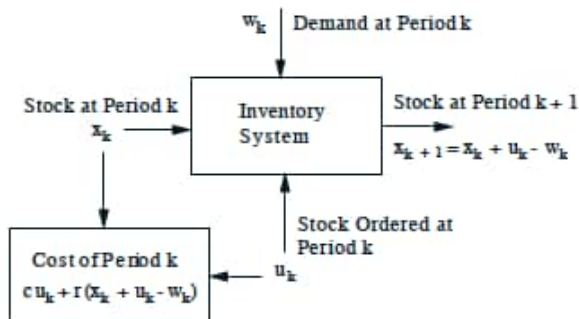 w_k Demand at Period k
Stock at Period k
x_k
Inventory
System
Stock at Period k + 1
x_{k + 1} = x_k + u_k - w_k
Stock Ordered at
Period k
u_k
Cost of Period k
c u_k + r (x_k + u_k - w_k)